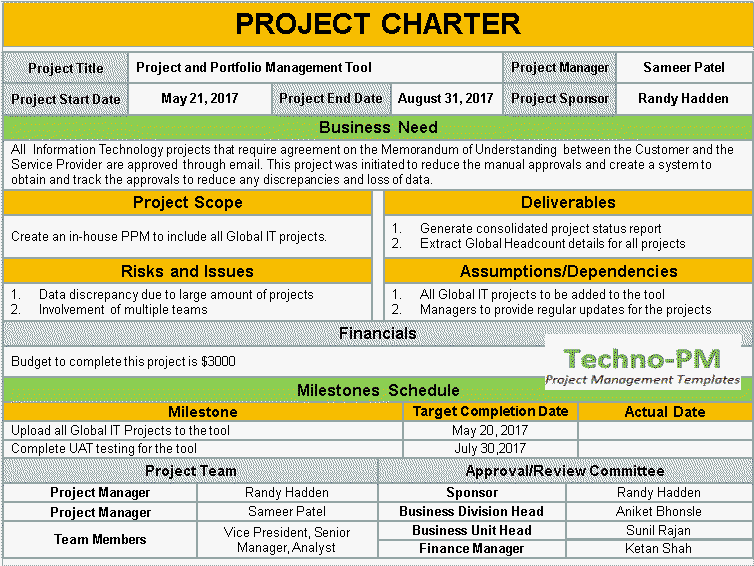 PROJECT CHARTER
Project Title Project and Portfolio Management Tool Project Manager Sameer Patel
Project Start Date May 21, 2017 Project End Date August 31, 2017 Project Sponsor Randy Hadden
Business Need
All Information Technology projects that require agreement on the Memorandum of Understanding between the Customer and the
Service Provider are approved through email. This project was initiated to reduce the manual approvals and create a system to
obtain and track the approvals to reduce any discrepancies and loss of data.
Project Scope
Create an in-house PPM to include all Global IT projects.
Deliverables
1. Generate consolidated project status report
2. Extract Global Headcount details for all projects
Risks and Issues
1. Data discrepancy due to large amount of projects
2. Involvement of multiple teams
Assumptions/Dependencies
1. All Global IT projects to be added to the tool
2. Managers to provide regular updates for the projects
Financials
Budget to complete this project is $3000
Techno-PM
Project Management Templates
Milestones Schedule
Milestone Target Completion Date Actual Date
Upload all Global IT Projects to the tool May 20, 2017
Complete UAT testing for the tool July 30,2017
Project Team
Project Manager Randy Hadden
Project Manager Sameer Patel
Team Members Vice President, Senior
Manager, Analyst
Approval/Review Committee
Sponsor Randy Hadden
Business Division Head Aniket Bhonsle
Business Unit Head Sunil Rajan
Finance Manager Ketan Shah